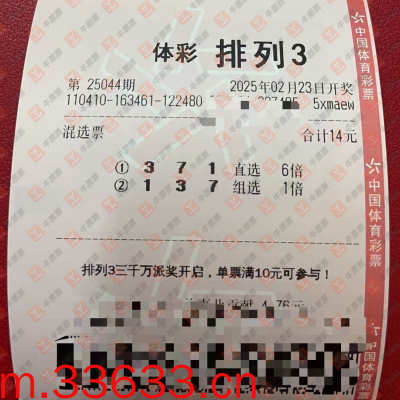 体彩 排列3
第 25044期 2025年02月23日开奖
110410-163461-122480 5xmaew
混选票 合计14元
① 3 7 1 直选 6倍
② 1 3 7 组选 1倍
排列3三千万派奖开启,单票满10元可参与!
4.76元
中国体育彩票
中国体育彩票
中国体育彩票
m.33633.cn